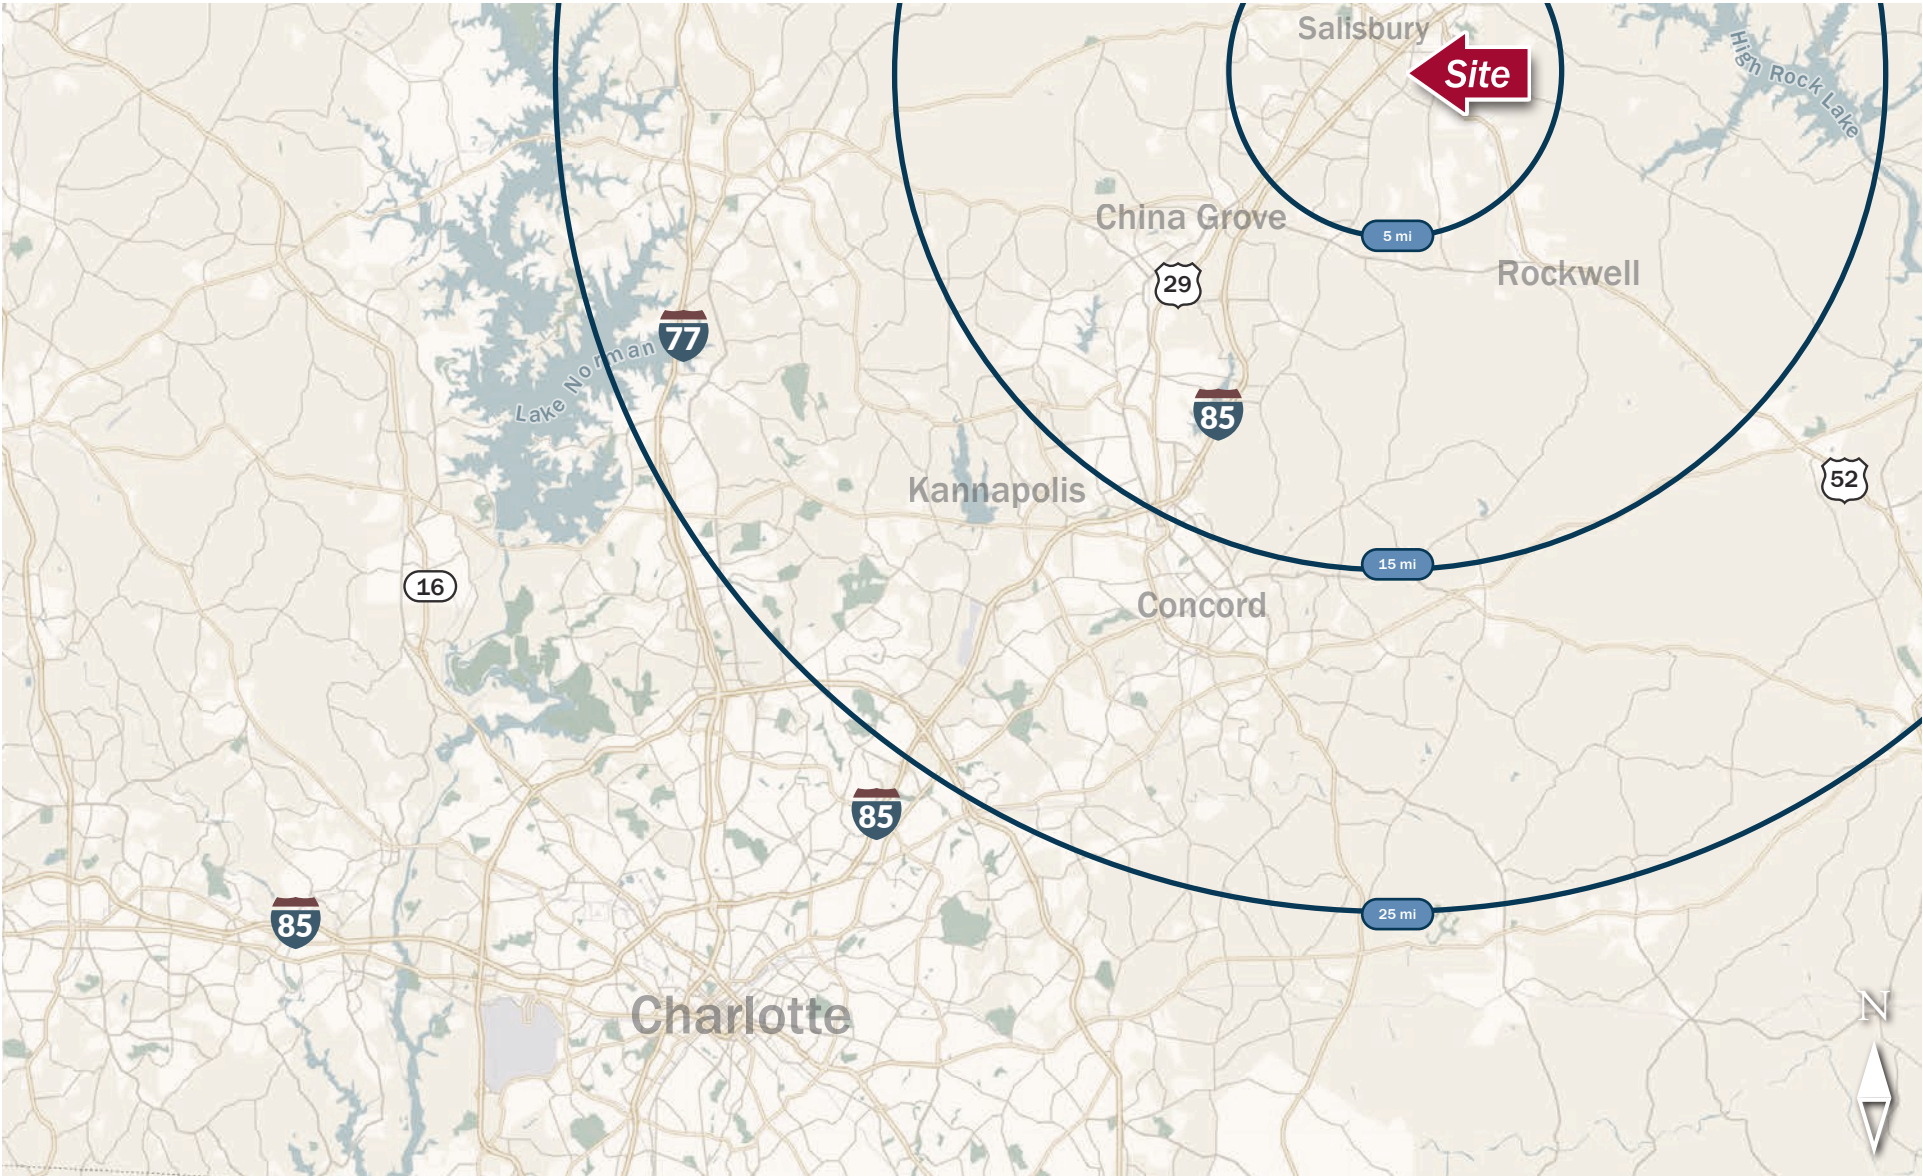 Salisbury
Site
High Rock Lake
China Grove
5 mi
Rockwell
29
77
Lake Norman
85
52
Kannapolis
15 mi
16
Concord
85
25 mi
85
Charlotte
N